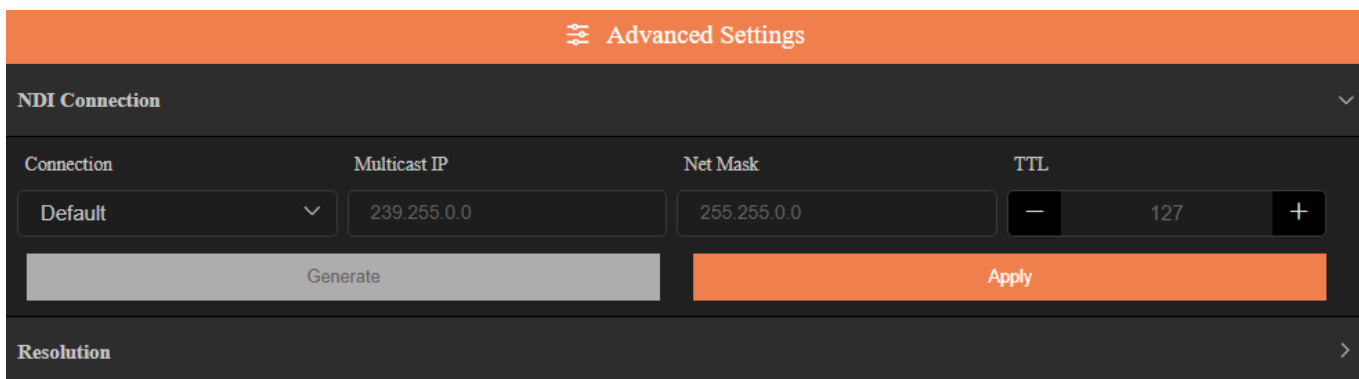 Advanced Settings
NDI Connection
Connection Multicast IP Net Mask TTL
Default 239.255.0.0 255.255.0.0 127
Generate Apply
Resolution